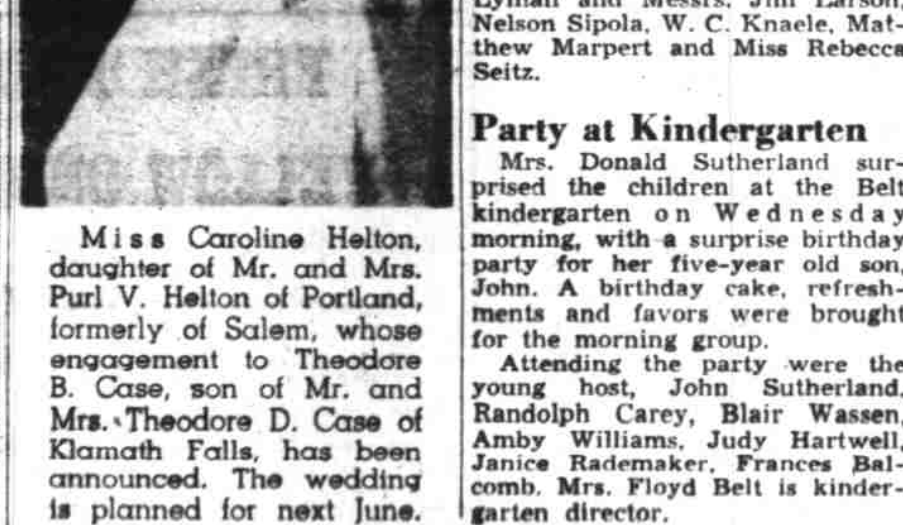 Miss Caroline Helton,
daughter of Mr. and Mrs.
Purl V. Helton of Portland,
formerly of Salem, whose
engagement to Theodore
B. Case, son of Mr. and
Mrs. Theodore D. Case of
Klamath Falls, has been
announced. The wedding
is planned for next June.
Lyman and Messrs. Jim Larson,
Nelson Sipola, W. C. Knaele, Mat-
thew Marpert and Miss Rebecca
Seitz.
Party at Kindergarten
Mrs. Donald Sutherland sur-
prised the children at the Belt
kindergarten on Wednesday
morning, with a surprise birthday
party for her five-year old son,
John. A birthday cake, refresh-
ments and favors were brought
for the morning group.
Attending the party were the
young host, John Sutherland,
Randolph Carey, Blair Wassen,
Amby Williams, Judy Hartwell,
Janice Rademaker, Frances Bal-
comb. Mrs. Floyd Belt is kinder-
garten director.